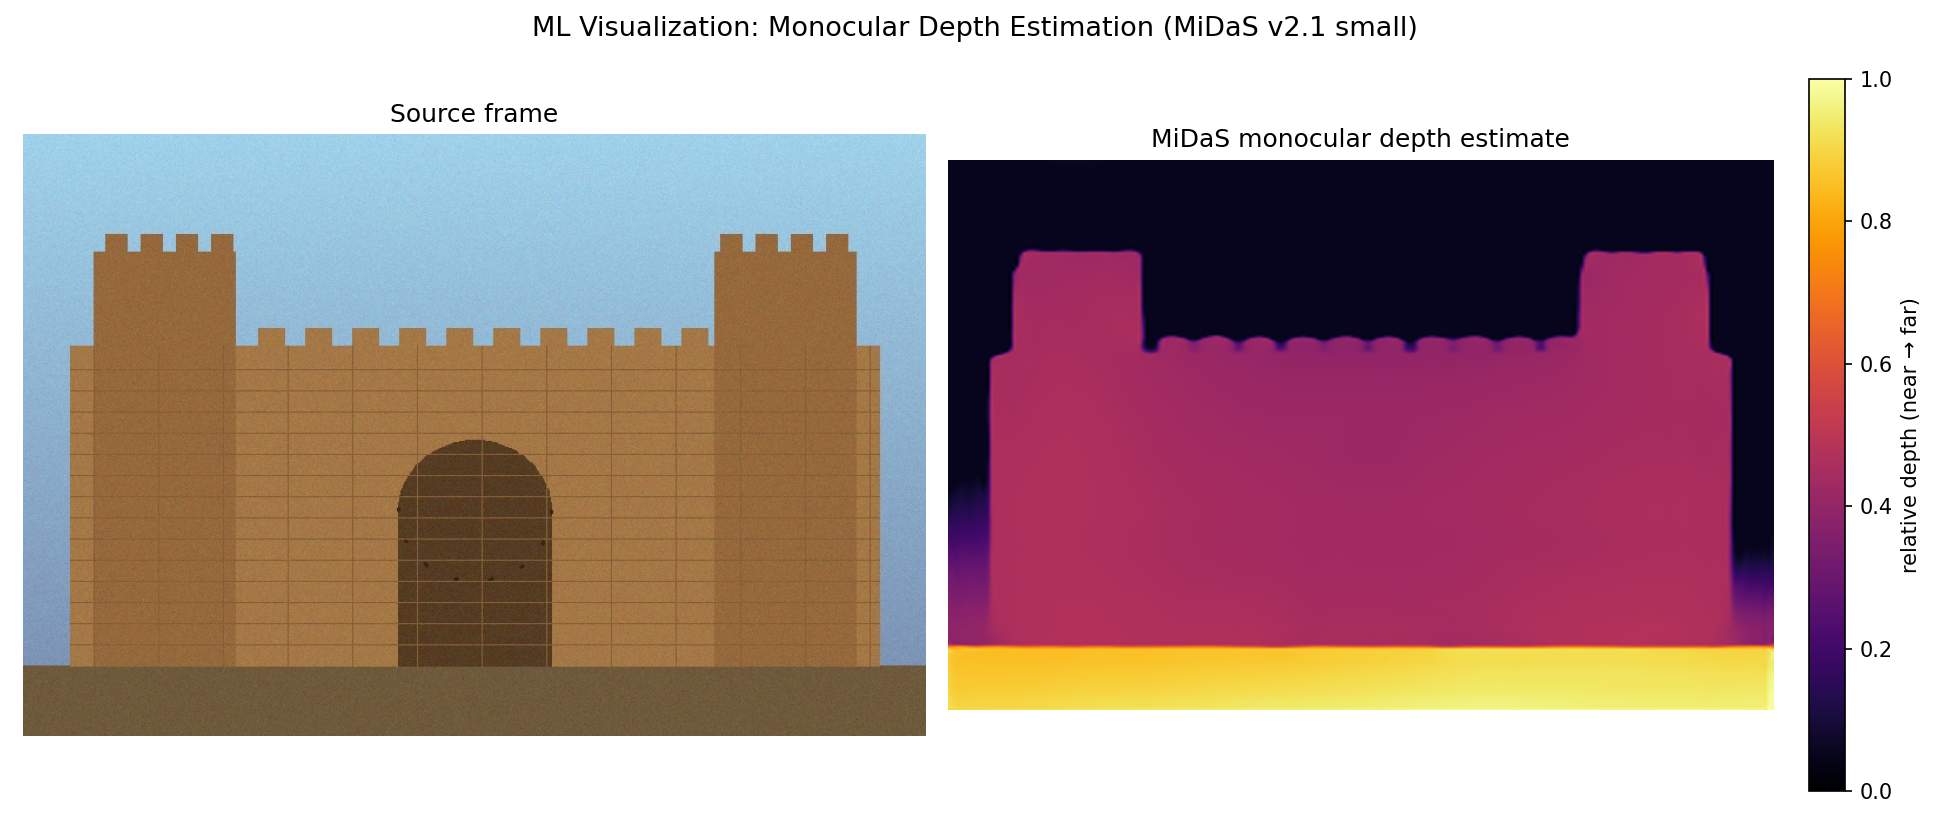 ML Visualization: Monocular Depth Estimation (MiDaS v2.1 small)
Source frame
MiDaS monocular depth estimate
1.0
0.8
0.6
0.4
0.2
0.0
relative depth (near → far)